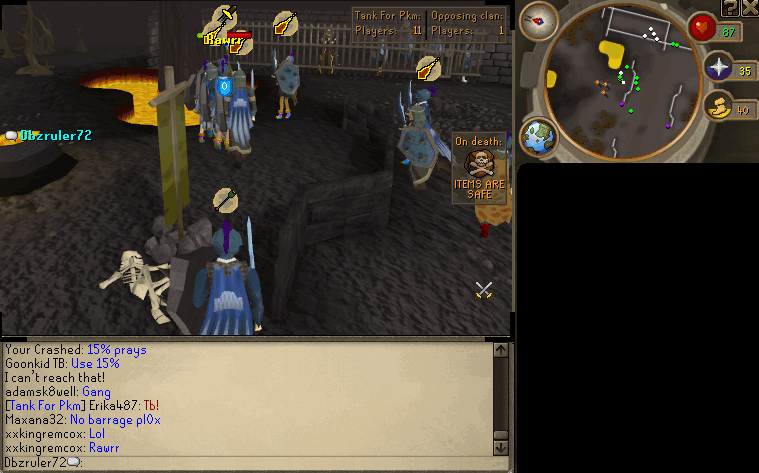 Tank For Pkm: Opposing clan:
Players: 11 Players: 1
Rawrr
0
87
35
40
Dbzruler72
On death:
ITEMS ARE
SAFE
Your Crashed: 15% prays
Goonkid TB: Use 15%
I can't reach that!
adamsk8well: Gang
[Tank For Pkm] Erika487: Tb!
Maxana32: No barrage pl0x
xxkingremcox: Lol
xxkingremcox: Rawrr
Dbzruler72: